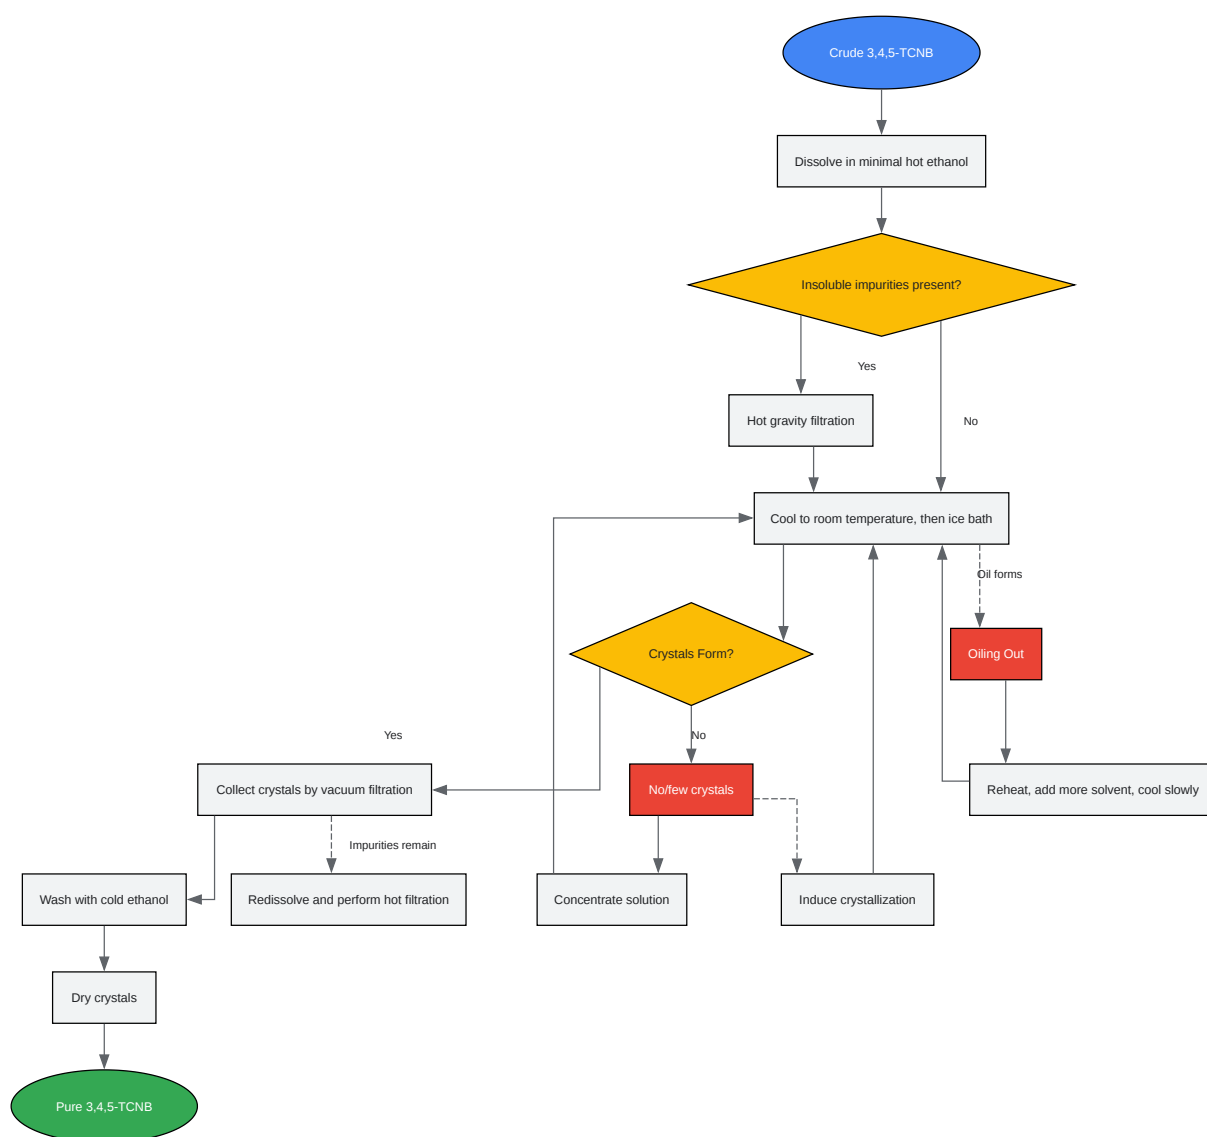 Crude 3,4,5-TCNB
Dissolve in minimal hot ethanol
Insoluble impurities present?
Yes
Hot gravity filtration
No
Cool to room temperature, then ice bath
Oil forms
Crystals Form?
Oiling Out
Yes
No
Collect crystals by vacuum filtration
No/few crystals
Reheat, add more solvent, cool slowly
Impurities remain
Wash with cold ethanol
Redissolve and perform hot filtration
Concentrate solution
Induce crystallization
Dry crystals
Pure 3,4,5-TCNB